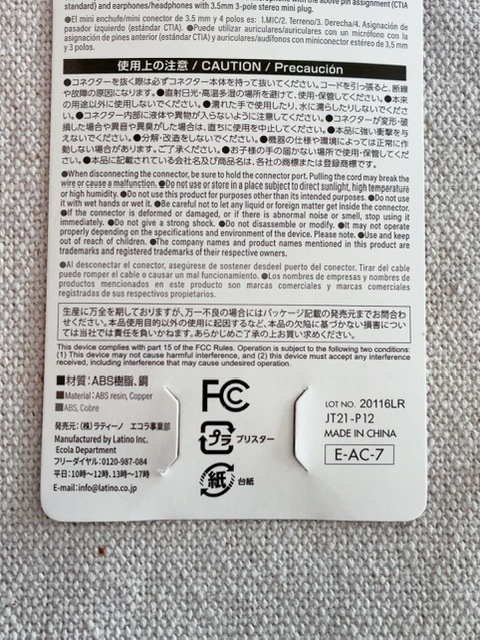 standard) and earphones/headphones with 3.5mm 3-pole stereo mini plug.
●El mini enchufe/mini conector de 3.5 mm y 4 polos es: 1.MIC/2. Terreno/3. Derecha/4. Asignación de
pasador izquierdo (estándar CTIA). ●Puede utilizar auriculares/auriculares con un micrófono con la
asignación de pines anterior (estándar CTIA) y auriculares/audífonos con miniconector estéreo de 3,5 mm
y 3 polos.
使用上の注意 / CAUTION / Precaución
●コネクターを抜く際は必ずコネクター本体を持って抜いてください。コードを引っ張ると、断線
や故障の原因になります。●直射日光・高温多湿の場所を避けて、使用・保管してください。●本来
の用途以外に使用しないでください。●濡れた手で使用したり、水に濡らしたりしないでくださ
い。●コネクター内部に液体や異物が入らないように注意してください。●コネクターが変形・破
損した場合や異音や異臭がした場合は、直ちに使用を中止してください。●本品に強い衝撃を与
えないでください。●分解・改造をしないでください。●機器の仕様や環境によっては正常に作
動しない場合があります。ご了承ください。●お子様の手の届かない場所で使用・保管してくだ
さい。●本品に記載されている会社名及び商品名は、各社の商標または登録商標です。
●When disconnecting the connector, be sure to hold the connector port. Pulling the cord may break the
wire or cause a malfunction. ●Do not use or store in a place subject to direct sunlight, high temperature
or high humidity. ●Do not use this product for purposes other than its intended purposes. ●Do not use
it with wet hands or wet it. ●Be careful not to let any liquid or foreign matter get inside the connector.
●If the connector is deformed or damaged, or if there is abnormal noise or smell, stop using it
immediately. ●Do not give a strong shock. ●Do not disassemble or modify. ●It may not operate
properly depending on the specifications and environment of the device. Please note. ●Use and keep
out of reach of children. ●The company names and product names mentioned in this product are
trademarks and registered trademarks of their respective owners.
●Al desconectar el conector, asegúrese de sostener desdeel puerto del conector. Tirar del cable
puede romper el cable o causar un mal funcionamiento. ●Los nombres de empresas y nombres de
productos mencionados en este producto son marcas comerciales y marcas comerciales
registradas de sus respectivos propietarios.
生産に万全を期しておりますが、万一不良の場合にはパッケージ記載の発売元までお問合わ
せください。本品使用目的以外の使用に起因するなど、本品の欠陥に基づかない損害につい
ては当社では責任を負いかねます。あらかじめご了承の上お買い求めください。
This device complies with part 15 of the FCC Rules. Operation is subject to the following two conditions:
(1) This device may not cause harmful interference, and (2) this device must accept any interference
received, including interference that may cause undesired operation.
■材質:ABS樹脂、銅
■Material: ABS resin, Copper
■ABS, Cobre
発売元:(株)ラティーノ エコラ事業部
Manufactured by Latino Inc.
Ecola Department
フリーダイヤル:0120-987-084
平日:10時〜12時、13時〜17時
E-mail:info@latino.co.jp
FC
プラ ブリスター
紙 台紙
LOT NO. 20116LR
JT21-P12
MADE IN CHINA
E-AC-7